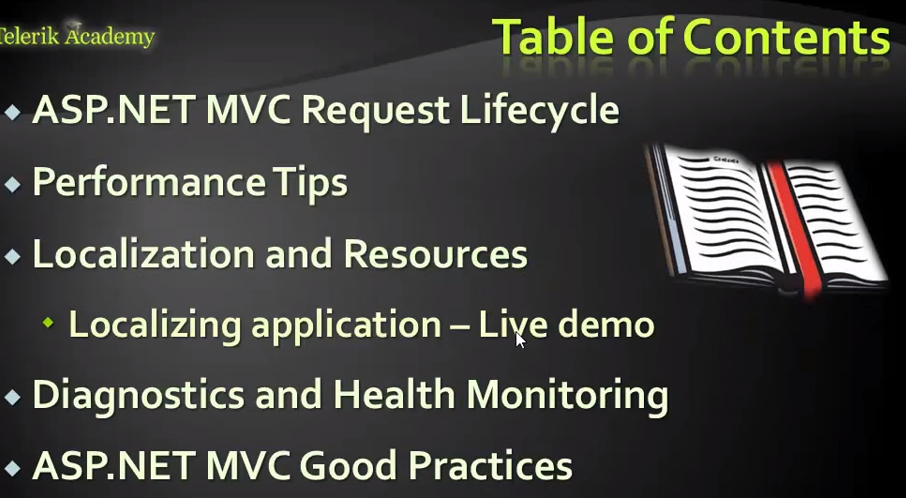 Telerik Academy
Table of Contents
ASP.NET MVC Request Lifecycle
Performance Tips
Localization and Resources
Localizing application – Live demo
Diagnostics and Health Monitoring
ASP.NET MVC Good Practices